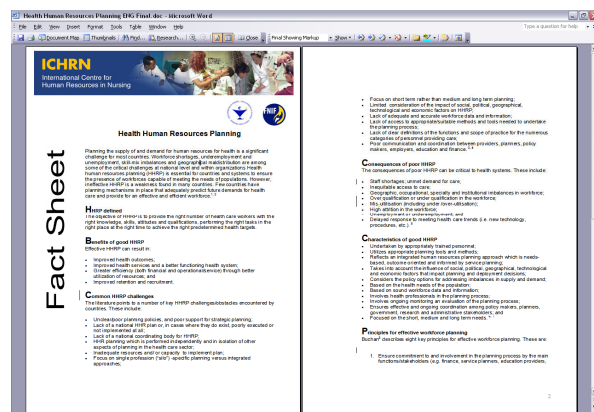 Health Human Resources Planning ENG Final.doc - Microsoft Word
File Edit View Insert Format Tools Table Window Help
Type a question for help
Document Map Thumbnails Find... Research... Close Final Showing Markup Show
ICHRN
International Centre for
Human Resources in Nursing
FNIF
Fact Sheet
Health Human Resources Planning
Planning the supply of and demand for human resources for health is a significant
challenge for most countries. Workforce shortages, underemployment and
unemployment, skill-mix imbalances and geographical maldistribution are among
some of the critical challenges at national level and within organisations. Health
human resources planning (HHRP) is essential for countries and systems to ensure
the presence of workforces capable of meeting the needs of populations. However,
ineffective HHRP is a weakness found in many countries. Few countries have
planning mechanisms in place that adequately predict future demands for health
care and provide for an effective and efficient workforce.
HHRP defined
The objective of HHRP is to provide the right number of health care workers with the
right knowledge, skills, attitudes and qualifications, performing the right tasks in the
right place at the right time to achieve the right predetermined health targets.
Benefits of good HHRP
Effective HHRP can result in:
• Improved health outcomes;
• Improved health services and a better functioning health system;
• Greater efficiency (both financial and operational/service) through better
utilization of resources; and
• Improved retention and recruitment.
Common HHRP challenges
The literature points to a number of key HHRP challenges/obstacles encountered by
countries. These include:
• Unclear/poor planning policies, and poor support for strategic planning;
• Lack of a national HHR plan or, in cases where they do exist, poorly executed or
not implemented at all;
• Lack of a national coordinating body for HHRP;
• HHR planning which is performed independently and in isolation of other
aspects of planning in the health care sector;
• Inadequate resources and/or capacity to implement plan;
• Focus on single profession ("silo") -specific planning versus integrated
approaches;
• Focus on short term rather than medium and long term planning;
• Limited consideration of the impact of social, political, geographical,
technological and economic factors on HHRP;
• Lack of adequate and accurate workforce data and information;
• Lack of access to appropriate/suitable methods and tools needed to undertake
the planning process;
• Lack of clear definitions of the functions and scope of practice for the numerous
categories of personnel providing care;
• Poor communication and coordination between providers, planners, policy
makers, employers, education and finance.
Consequences of poor HHRP
The consequences of poor HHRP can be critical to health systems. These include:
• Staff shortages; unmet demand for care;
• Inequitable access to care;
• Geographic, occupational, specialty and institutional imbalances in workforce;
• Over qualification or under qualification in the workforce;
• Mis-utilisation (including under/over-utilisation);
• High attrition in the workforce;
• Unemployment or underemployment; and
• Delayed response to meeting health care trends (i.e. new technology,
procedures, etc.).
Characteristics of good HHRP
• Undertaken by appropriately trained personnel.
• Utilizes appropriate planning tools and methods;
• Reflects an integrated human resources planning approach which is needs-
based, outcome oriented and informed by service planning;
• Takes into account the influence of social, political, geographical, technological
and economic factors that impact planning and deployment decisions;
• Considers the policy options for addressing imbalances in supply and demand;
• Based on the health needs of the population;
• Based on sound workforce data and information;
• Involves health professionals in the planning process;
• Involves ongoing monitoring an evaluation of the planning process;
• Ensures effective and ongoing coordination among policy makers, planners,
government, research and administrative stakeholders; and
• Focused on the short, medium and long term needs.
Principles for effective workforce planning
Buchan describes eight key principles for effective workforce planning. These are:
1. Ensure commitment to and involvement in the planning process by the main
functions/stakeholders (e.g. finance, service planners, education providers,
2